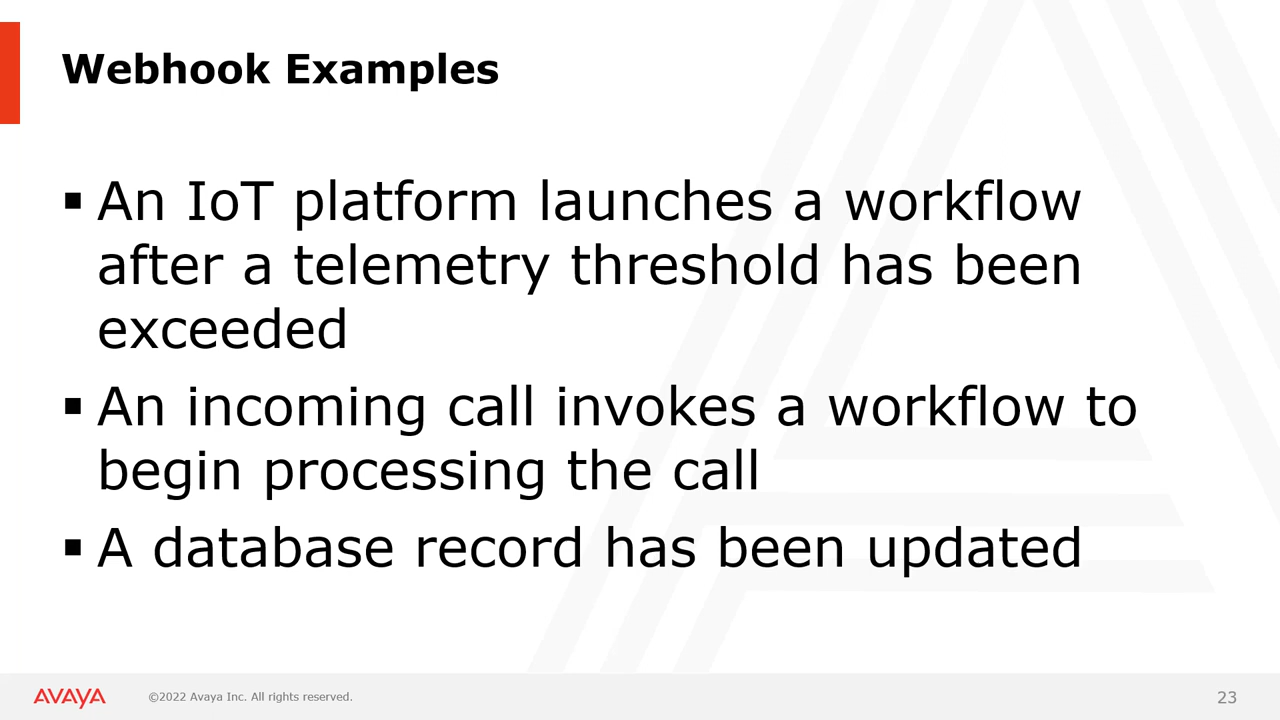 Webhook Examples
▪ An IoT platform launches a workflow
after a telemetry threshold has been
exceeded
▪ An incoming call invokes a workflow to
begin processing the call
▪ A database record has been updated
AVAYA ©2022 Avaya Inc. All rights reserved. 23